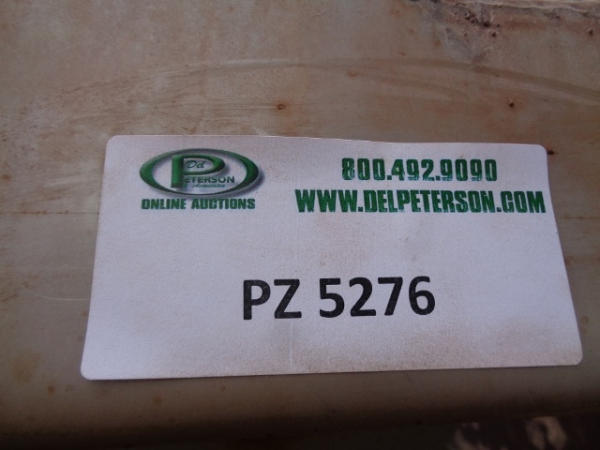 Del
PETERSON
ONLINE AUCTIONS
800.492.9090
WWW.DELPETERSON.COM
PZ 5276